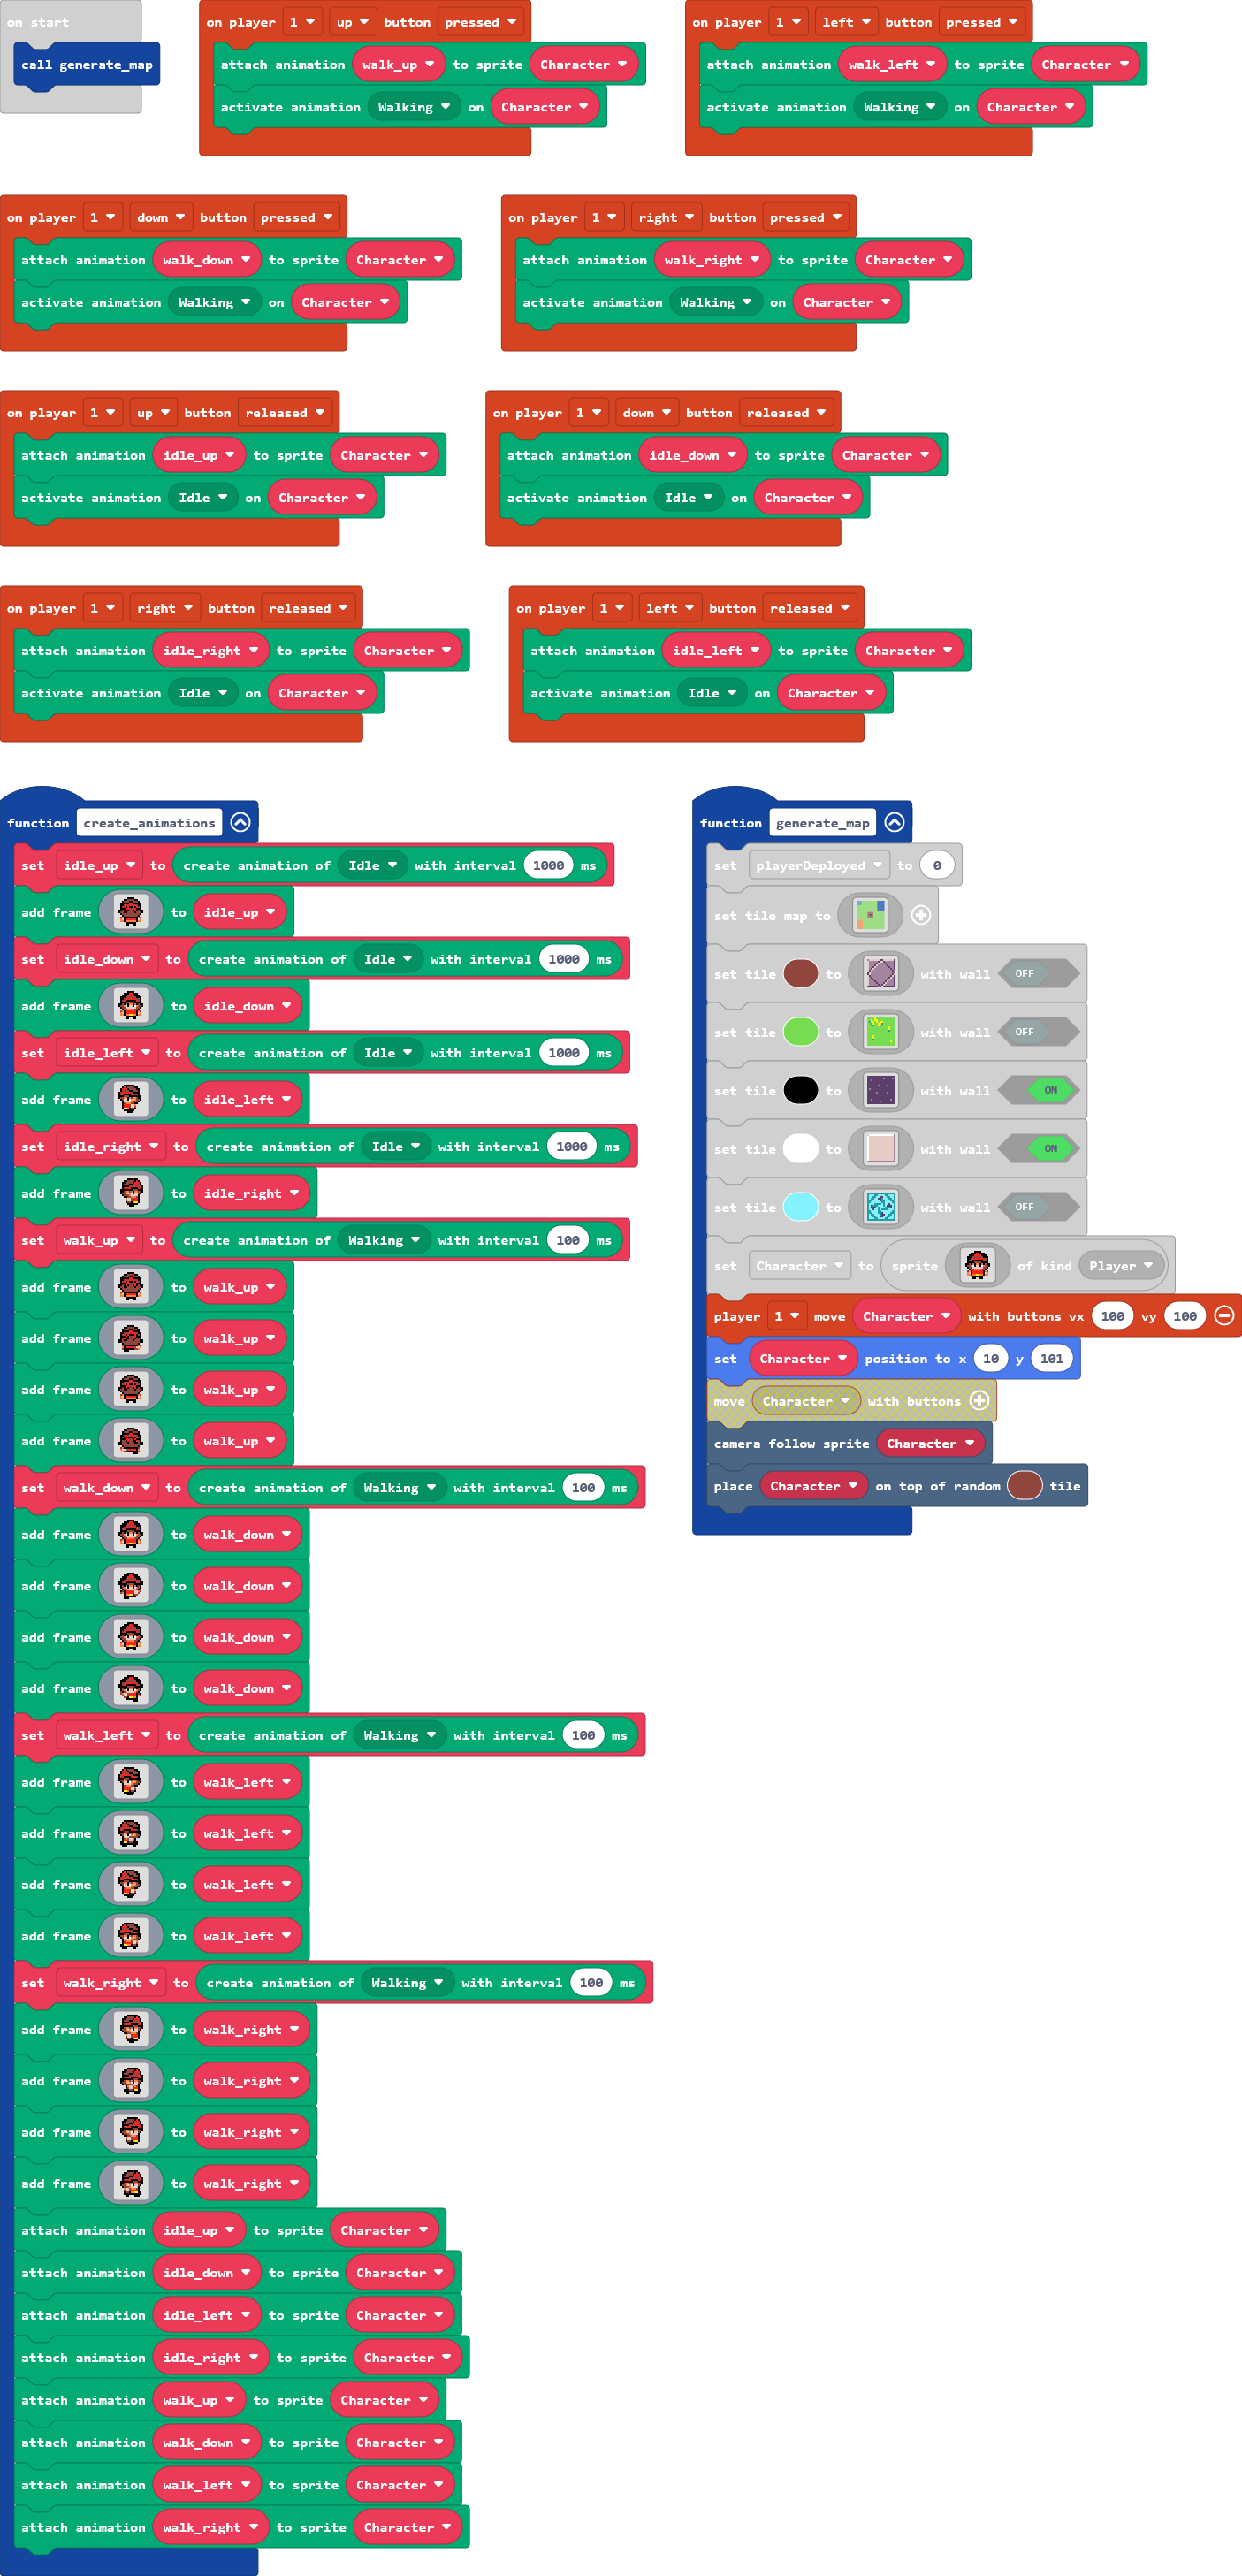 on start
call generate_map
on player 1 up button pressed
attach animation walk_up to sprite Character
activate animation Walking on Character
on player 1 left button pressed
attach animation walk_left to sprite Character
activate animation Walking on Character
on player 1 down button pressed
attach animation walk_down to sprite Character
activate animation Walking on Character
on player 1 right button pressed
attach animation walk_right to sprite Character
activate animation Walking on Character
on player 1 up button released
attach animation idle_up to sprite Character
activate animation Idle on Character
on player 1 down button released
attach animation idle_down to sprite Character
activate animation Idle on Character
on player 1 right button released
attach animation idle_right to sprite Character
activate animation Idle on Character
on player 1 left button released
attach animation idle_left to sprite Character
activate animation Idle on Character
function create_animations
set idle_up to create animation of Idle with interval 1000 ms
add frame to idle_up
set idle_down to create animation of Idle with interval 1000 ms
add frame to idle_down
set idle_left to create animation of Idle with interval 1000 ms
add frame to idle_left
set idle_right to create animation of Idle with interval 1000 ms
add frame to idle_right
set walk_up to create animation of Walking with interval 100 ms
add frame to walk_up
add frame to walk_up
add frame to walk_up
add frame to walk_up
set walk_down to create animation of Walking with interval 100 ms
add frame to walk_down
add frame to walk_down
add frame to walk_down
add frame to walk_down
set walk_left to create animation of Walking with interval 100 ms
add frame to walk_left
add frame to walk_left
add frame to walk_left
add frame to walk_left
set walk_right to create animation of Walking with interval 100 ms
add frame to walk_right
add frame to walk_right
add frame to walk_right
add frame to walk_right
attach animation idle_up to sprite Character
attach animation idle_down to sprite Character
attach animation idle_left to sprite Character
attach animation idle_right to sprite Character
attach animation walk_up to sprite Character
attach animation walk_down to sprite Character
attach animation walk_left to sprite Character
attach animation walk_right to sprite Character
function generate_map
set playerDeployed to 0
set tile map to
set tile to with wall OFF
set tile to with wall OFF
set tile to with wall ON
set tile to with wall ON
set tile to with wall OFF
set Character to sprite of kind Player
player 1 move Character with buttons vx 100 vy 100
set Character position to x 10 y 101
move Character with buttons
camera follow sprite Character
place Character on top of random tile